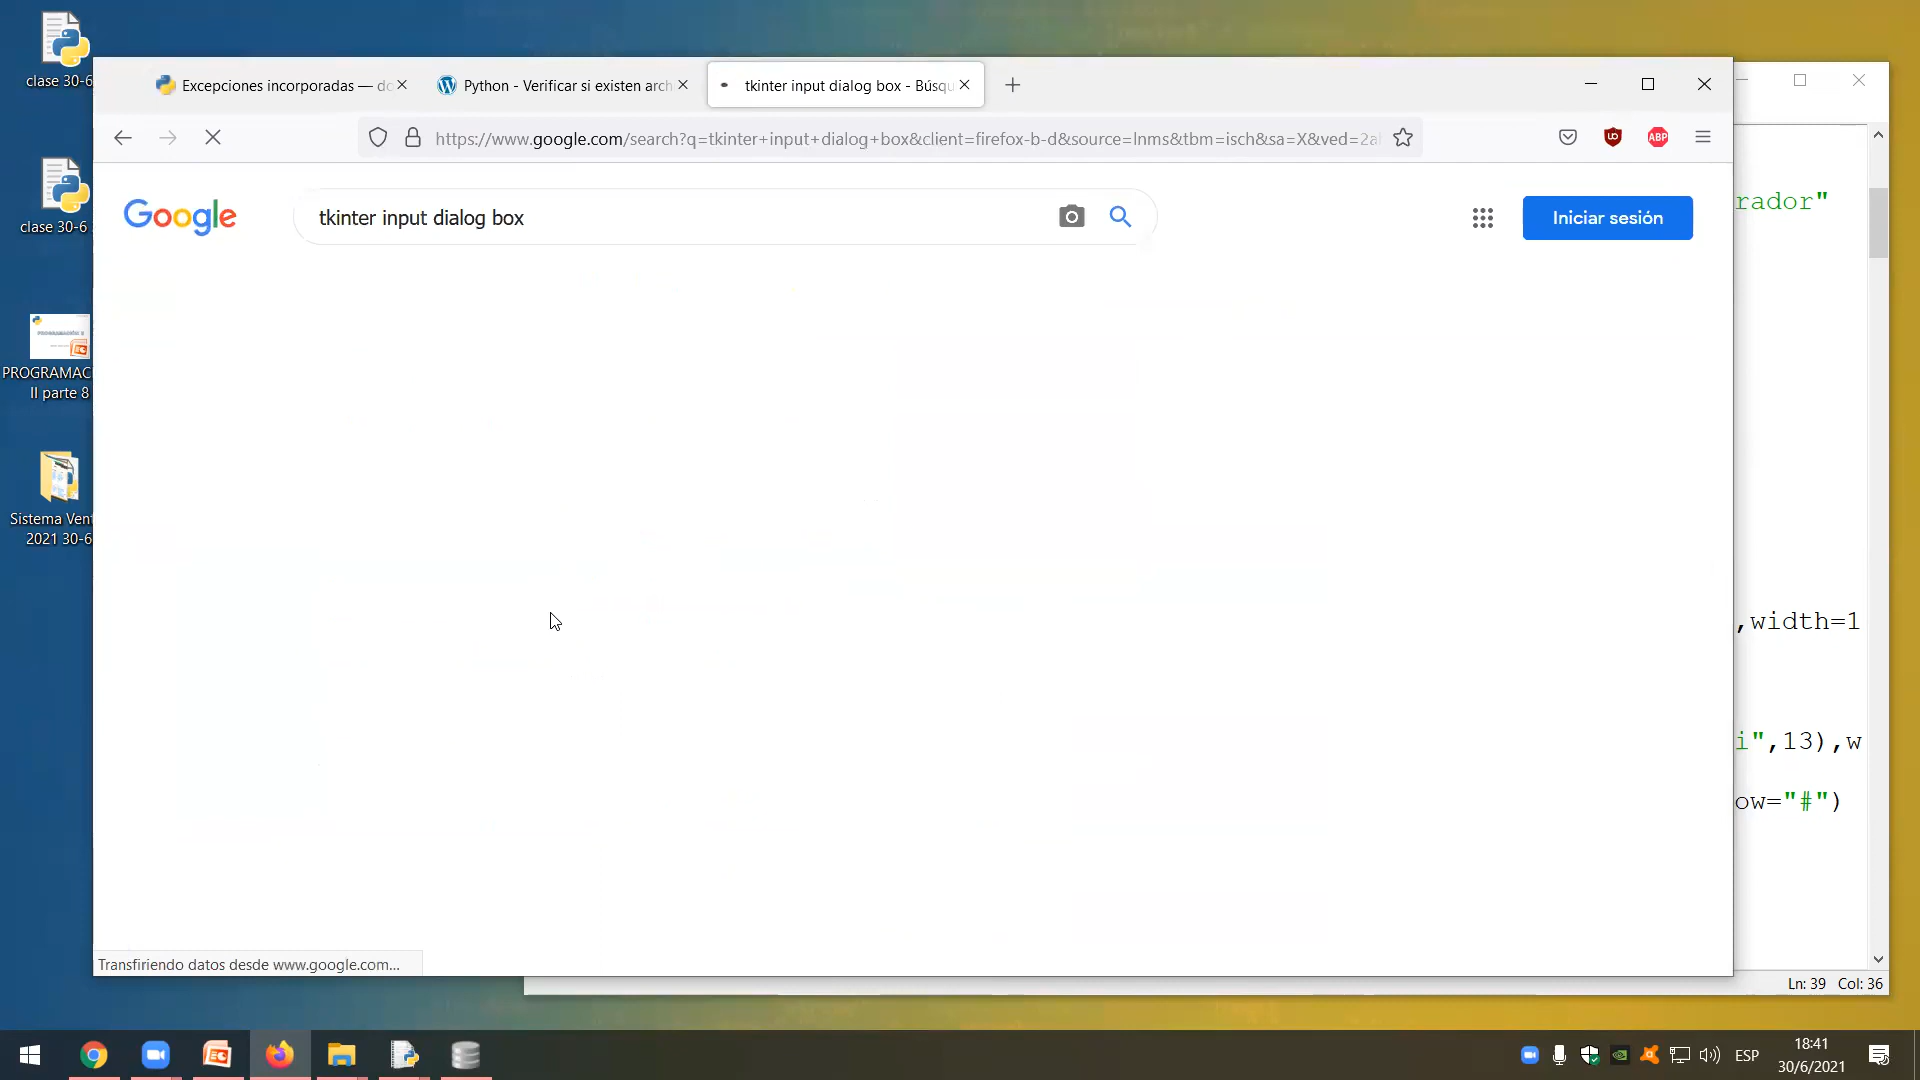 clase 30-6
clase 30-6
PROGRAMAC
II parte 8
Sistema Vent
2021 30-6
Excepciones incorporadas — do
Python - Verificar si existen arch
tkinter input dialog box - Búsqu
https://www.google.com/search?q=tkinter+input+dialog+box&client=firefox-b-d&source=lnms&tbm=isch&sa=X&ved=2a
ABP
Google
tkinter input dialog box
Iniciar sesión
rador"
,width=1
i",13),w
ow="#")
Transfiriendo datos desde www.google.com...
Ln: 39 Col: 36
ESP
18:41
30/6/2021